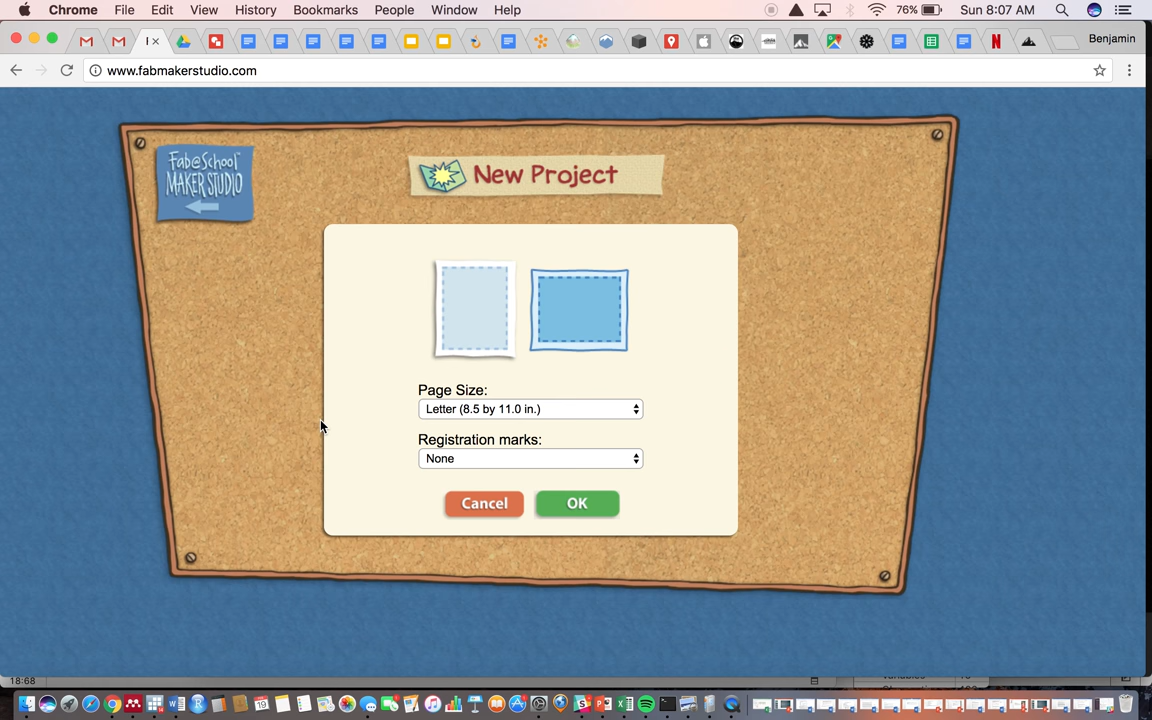 Chrome File Edit View History Bookmarks People Window Help 76% Sun 8:07 AM
Benjamin
www.fabmakerstudio.com
Fab@School
MAKER STUDIO
New Project
Page Size:
Letter (8.5 by 11.0 in.)
Registration marks:
None
Cancel OK
18:68